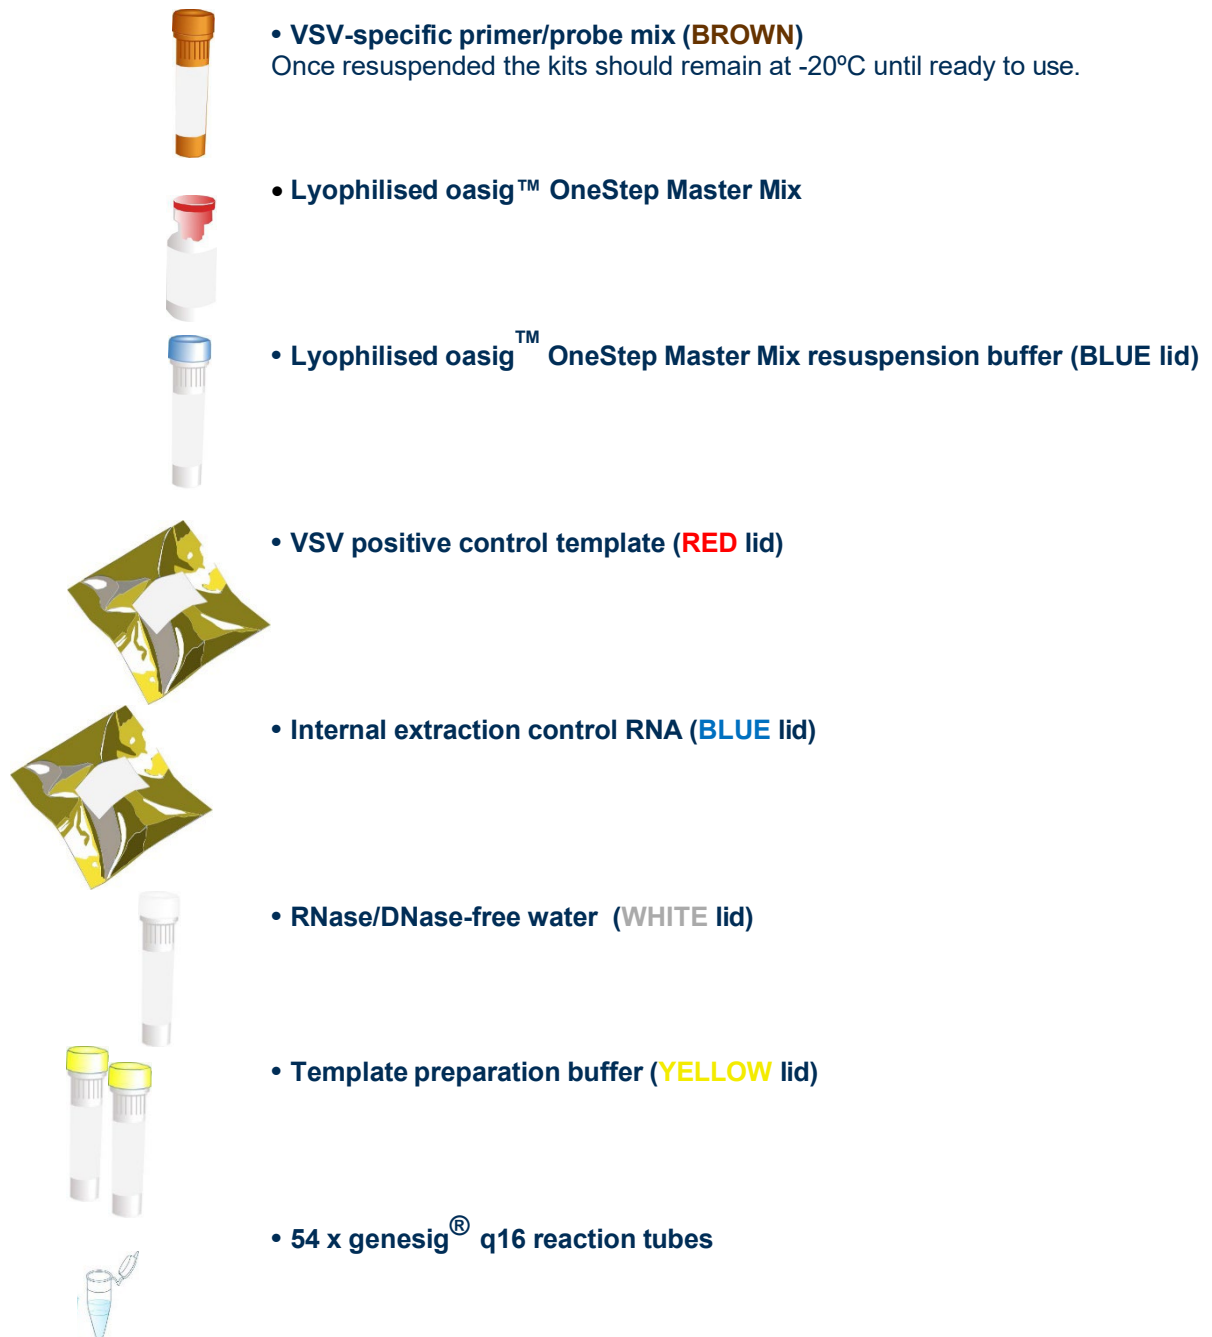 • VSV-specific primer/probe mix (BROWN)
Once resuspended the kits should remain at -20ºC until ready to use.
• Lyophilised oasig™ OneStep Master Mix
• Lyophilised oasig™ OneStep Master Mix resuspension buffer (BLUE lid)
• VSV positive control template (RED lid)
• Internal extraction control RNA (BLUE lid)
• RNase/DNase-free water (WHITE lid)
• Template preparation buffer (YELLOW lid)
• 54 x genesig® q16 reaction tubes